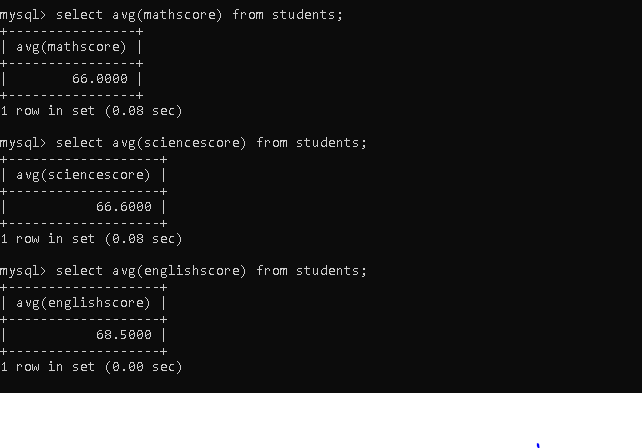 mysql> select avg(mathscore) from students;
+----------------+
| avg(mathscore) |
+----------------+
|        66.0000 |
+----------------+
1 row in set (0.08 sec)

mysql> select avg(sciencescore) from students;
+-------------------+
| avg(sciencescore) |
+-------------------+
|           66.6000 |
+-------------------+
1 row in set (0.08 sec)

mysql> select avg(englishscore) from students;
+-------------------+
| avg(englishscore) |
+-------------------+
|           68.5000 |
+-------------------+
1 row in set (0.00 sec)